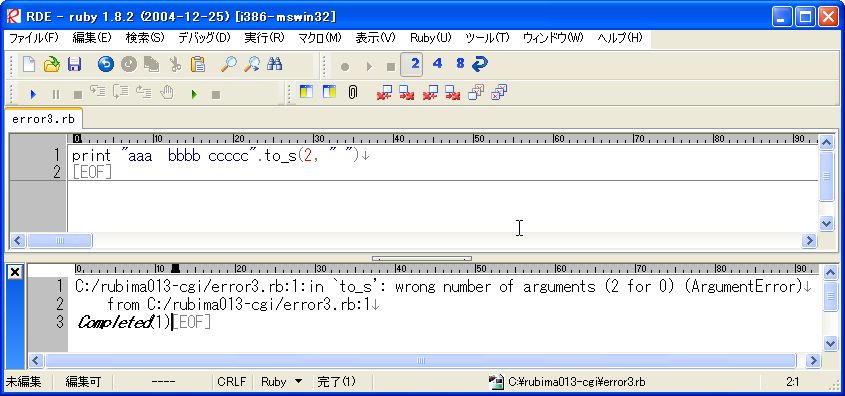 RDE - ruby 1.8.2 (2004-12-25) [i386-mswin32]
ファイル(F) 編集(E) 検索(S) デバッグ(D) 実行(R) マクロ(M) 表示(V) Ruby(U) ツール(T) ウィンドウ(W) ヘルプ(H)
2 4 8
error3.rb
0 10 20 30 40 50 60 70 80 90
1 print "aaa  bbbb ccccc".to_s(2, " ")↓
2 [EOF]
0 10 20 30 40 50 60 70 80 90
1 C:/rubima013-cgi/error3.rb:1:in `to_s': wrong number of arguments (2 for 0) (ArgumentError)↓
2 from C:/rubima013-cgi/error3.rb:1↓
3 Completed(1)[EOF]
未編集 編集可 ---- CRLF Ruby 完了(1) C:¥rubima013-cgi¥error3.rb 2:1